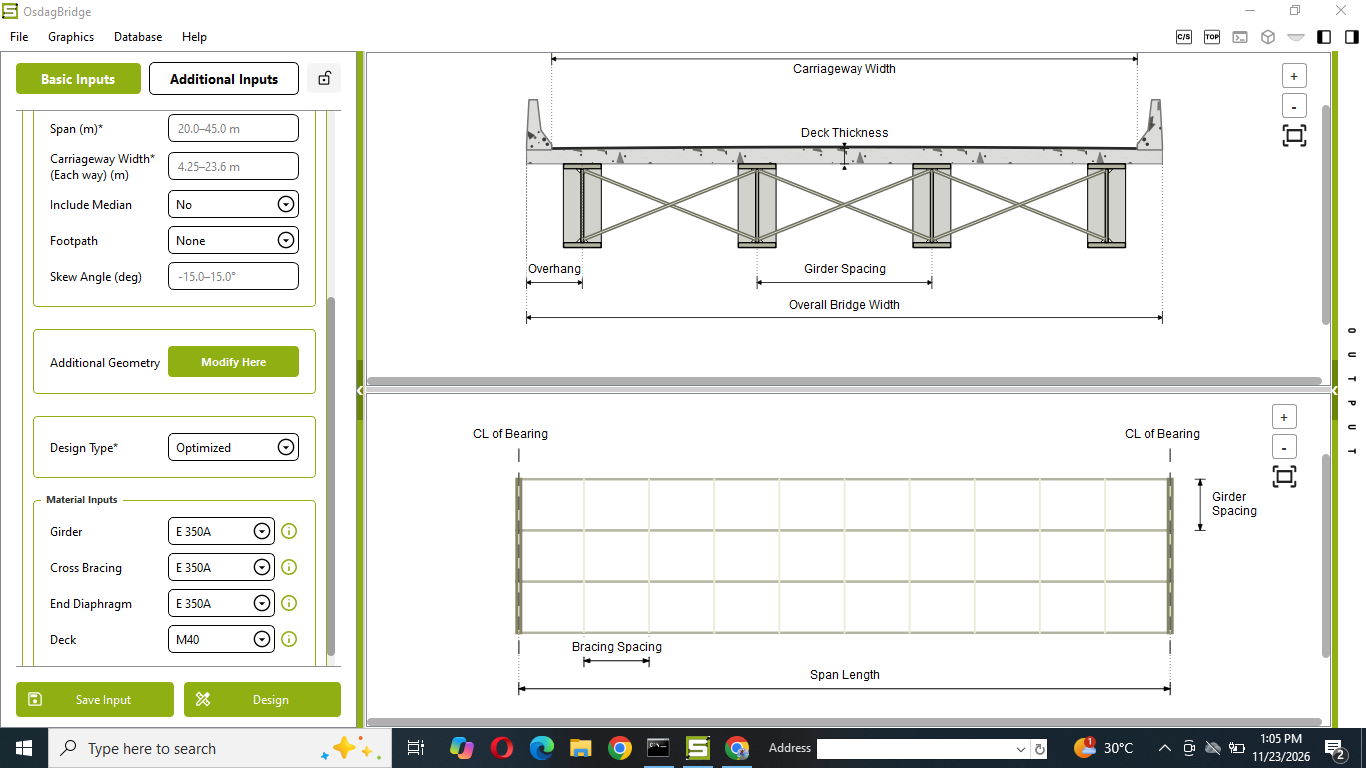 OsdagBridge
File
Graphics
Database
Help
C/S
TOP
Basic Inputs
Additional Inputs
Span (m)*
20.0–45.0 m
Carriageway Width*
(Each way) (m)
4.25–23.6 m
Include Median
No
Footpath
None
Skew Angle (deg)
-15.0–15.0°
Additional Geometry
Modify Here
Design Type*
Optimized
Material Inputs
Girder
E 350A
Cross Bracing
E 350A
End Diaphragm
E 350A
Deck
M40
Save Input
Design
Carriageway Width
Deck Thickness
Overhang
Girder Spacing
Overall Bridge Width
+
-
CL of Bearing
CL of Bearing
Girder
Spacing
Bracing Spacing
Span Length
+
-
OUTPUT
Type here to search
Address
1
30°C
1:05 PM
11/23/2026
2